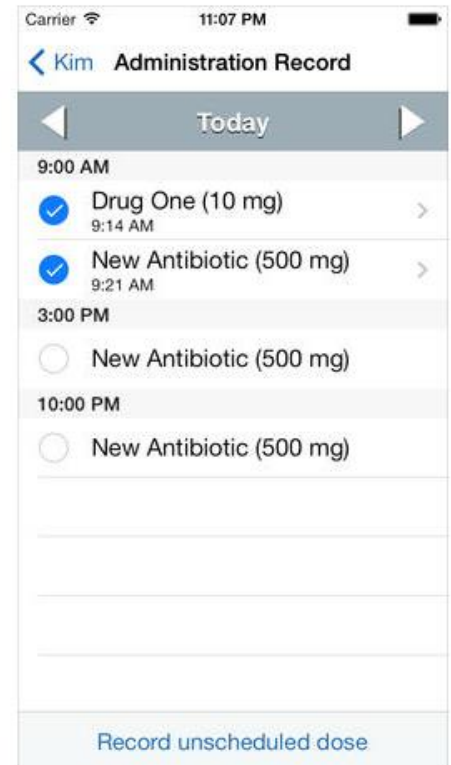 Carrier 11:07 PM
Kim Administration Record
Today
9:00 AM
Drug One (10 mg)
9:14 AM
New Antibiotic (500 mg)
9:21 AM
3:00 PM
New Antibiotic (500 mg)
10:00 PM
New Antibiotic (500 mg)
Record unscheduled dose